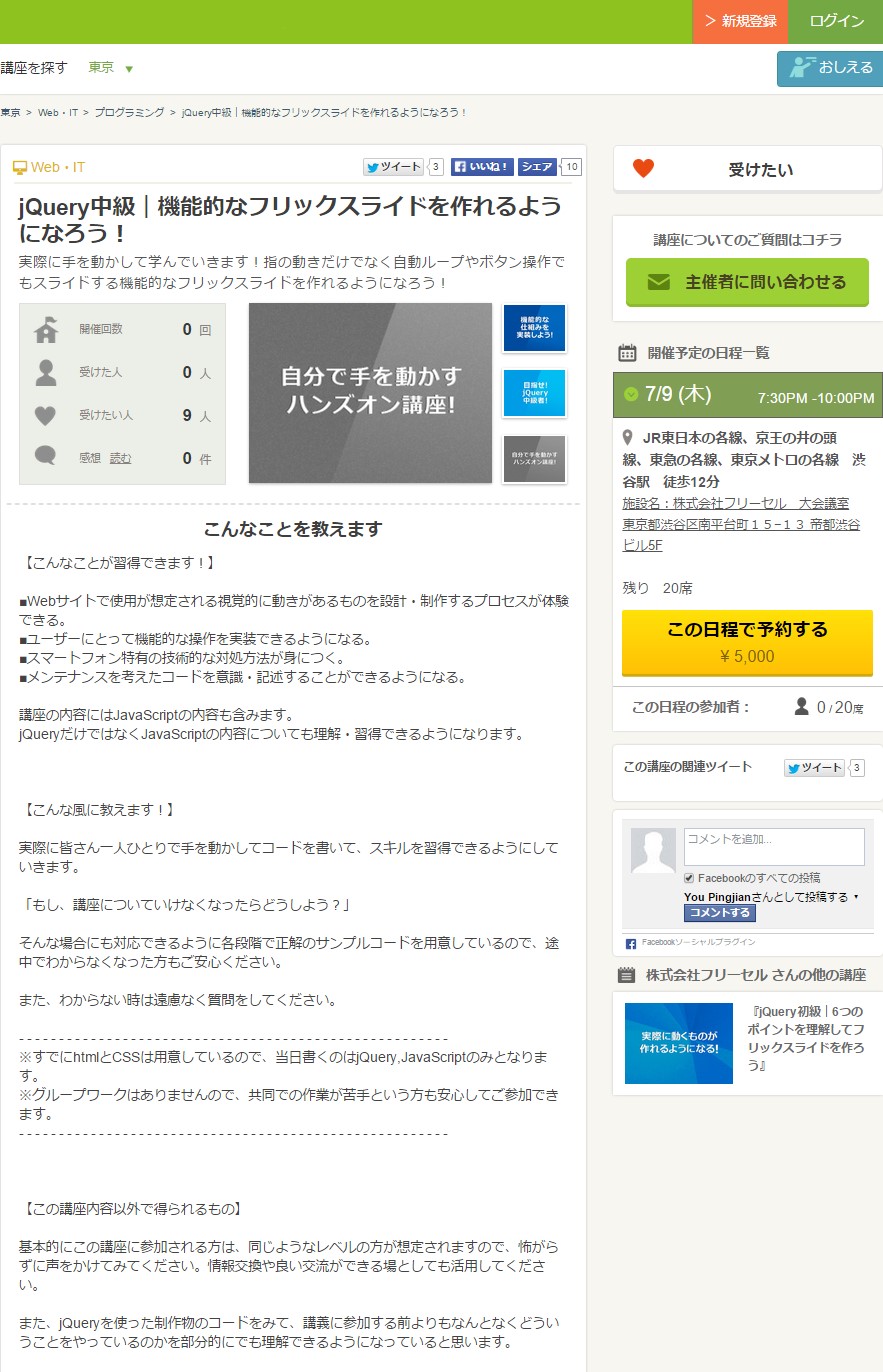 ＞ 新規登録
ログイン
講座を探す
東京 ▼
おしえる
東京 > Web・IT > プログラミング > jQuery中級｜機能的なフリックスライドを作れるようになろう！
Web・IT
ツイート
3
いいね！
シェア
10
jQuery中級｜機能的なフリックスライドを作れるよう
になろう！
実際に手を動かして学んでいきます！指の動きだけでなく自動ループやボタン操作で
もスライドする機能的なフリックスライドを作れるようになろう！
開催回数 0 回
受けた人 0 人
受けたい人 9 人
感想 読む 0 件
自分で手を動かす
ハンズオン講座!
機能的な
仕組みを
実装しよう!
目指せ!
jQuery
中級者!
自分で手を動かす
ハンズオン講座!
こんなことを教えます
【こんなことが習得できます！】
■Webサイトで使用が想定される視覚的に動きがあるものを設計・制作するプロセスが体験
できる。
■ユーザーにとって機能的な操作を実装できるようになる。
■スマートフォン特有の技術的な対処方法が身につく。
■メンテナンスを考えたコードを意識・記述することができるようになる。
講座の内容にはJavaScriptの内容も含みます。
jQueryだけではなくJavaScriptの内容についても理解・習得できるようになります。
【こんな風に教えます！】
実際に皆さん一人ひとりで手を動かしてコードを書いて、スキルを習得できるようにして
いきます。
「もし、講座についていけなくなったらどうしよう？」
そんな場合にも対応できるように各段階で正解のサンプルコードを用意しているので、途
中でわからなくなった方もご安心ください。
また、わからない時は遠慮なく質問をしてください。
- - - - - - - - - - - - - - - - - - - - - - - - - - - - - - - - - - - - - - - - - - - - - - - - - - - - - -
※すでにhtmlとCSSは用意しているので、当日書くのはjQuery,JavaScriptのみとなりま
す。
※グループワークはありませんので、共同での作業が苦手という方も安心してご参加でき
ます。
- - - - - - - - - - - - - - - - - - - - - - - - - - - - - - - - - - - - - - - - - - - - - - - - - - - - - -
【この講座内容以外で得られるもの】
基本的にこの講座に参加される方は、同じようなレベルの方が想定されますので、怖がら
ずに声をかけてみてください。情報交換や良い交流ができる場としても活用してくださ
い。
また、jQueryを使った制作物のコードをみて、講義に参加する前よりもなんとなくどうい
うことをやっているのかを部分的にでも理解できるようになっていると思います。
受けたい
講座についてのご質問はコチラ
主催者に問い合わせる
開催予定の日程一覧
7/9 (木) 7:30PM -10:00PM
JR東日本の各線、京王の井の頭
線、東急の各線、東京メトロの各線　渋
谷駅　徒歩12分
施設名：株式会社フリーセル　大会議室
東京都渋谷区南平台町１５−１３ 帝都渋谷
ビル5F
残り　20席
この日程で予約する
¥ 5,000
この日程の参加者： 0 / 20席
この講座の関連ツイート
ツイート
3
コメントを追加...
Facebookのすべての投稿
You Pingjianさんとして投稿する ▼
コメントする
Facebookソーシャルプラグイン
株式会社フリーセル さんの他の講座
実際に動くものが
作れるようになる!
『jQuery初級｜6つの
ポイントを理解してフ
リックスライドを作ろ
う』